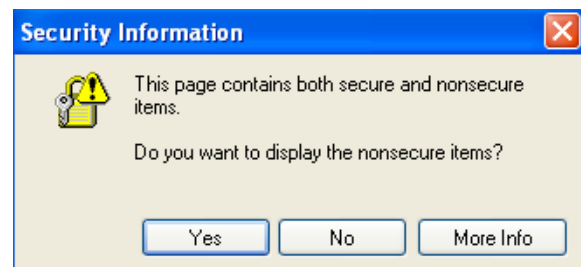 Security Information
This page contains both secure and nonsecure
items.
Do you want to display the nonsecure items?
Yes No More Info